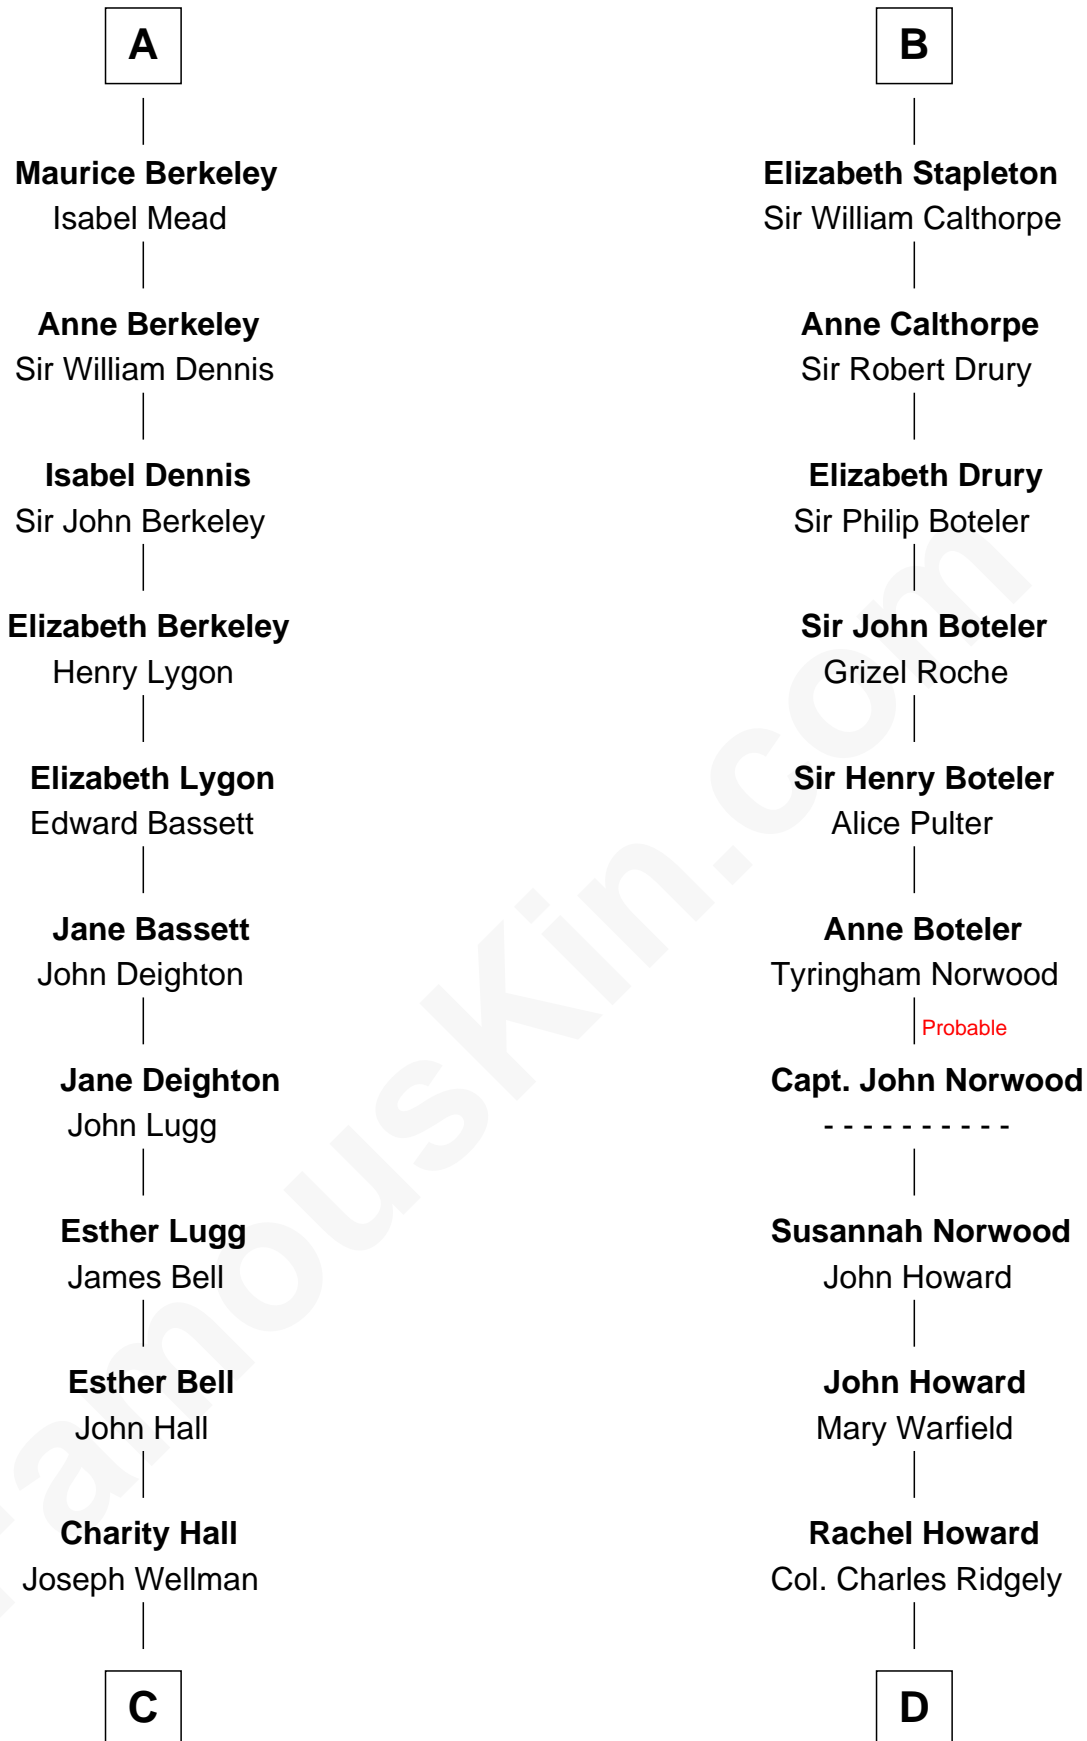 A
Maurice Berkeley
Isabel Mead
Anne Berkeley
Sir William Dennis
Isabel Dennis
Sir John Berkeley
Elizabeth Berkeley
Henry Lygon
Elizabeth Lygon
Edward Bassett
Jane Bassett
John Deighton
Jane Deighton
John Lugg
Esther Lugg
James Bell
Esther Bell
John Hall
Charity Hall
Joseph Wellman
C
B
Elizabeth Stapleton
Sir William Calthorpe
Anne Calthorpe
Sir Robert Drury
Elizabeth Drury
Sir Philip Boteler
Sir John Boteler
Grizel Roche
Sir Henry Boteler
Alice Pulter
Anne Boteler
Tyringham Norwood
Probable
Capt. John Norwood
- - - - - - - - - -
Susannah Norwood
John Howard
John Howard
Mary Warfield
Rachel Howard
Col. Charles Ridgely
D
FamousKin.com